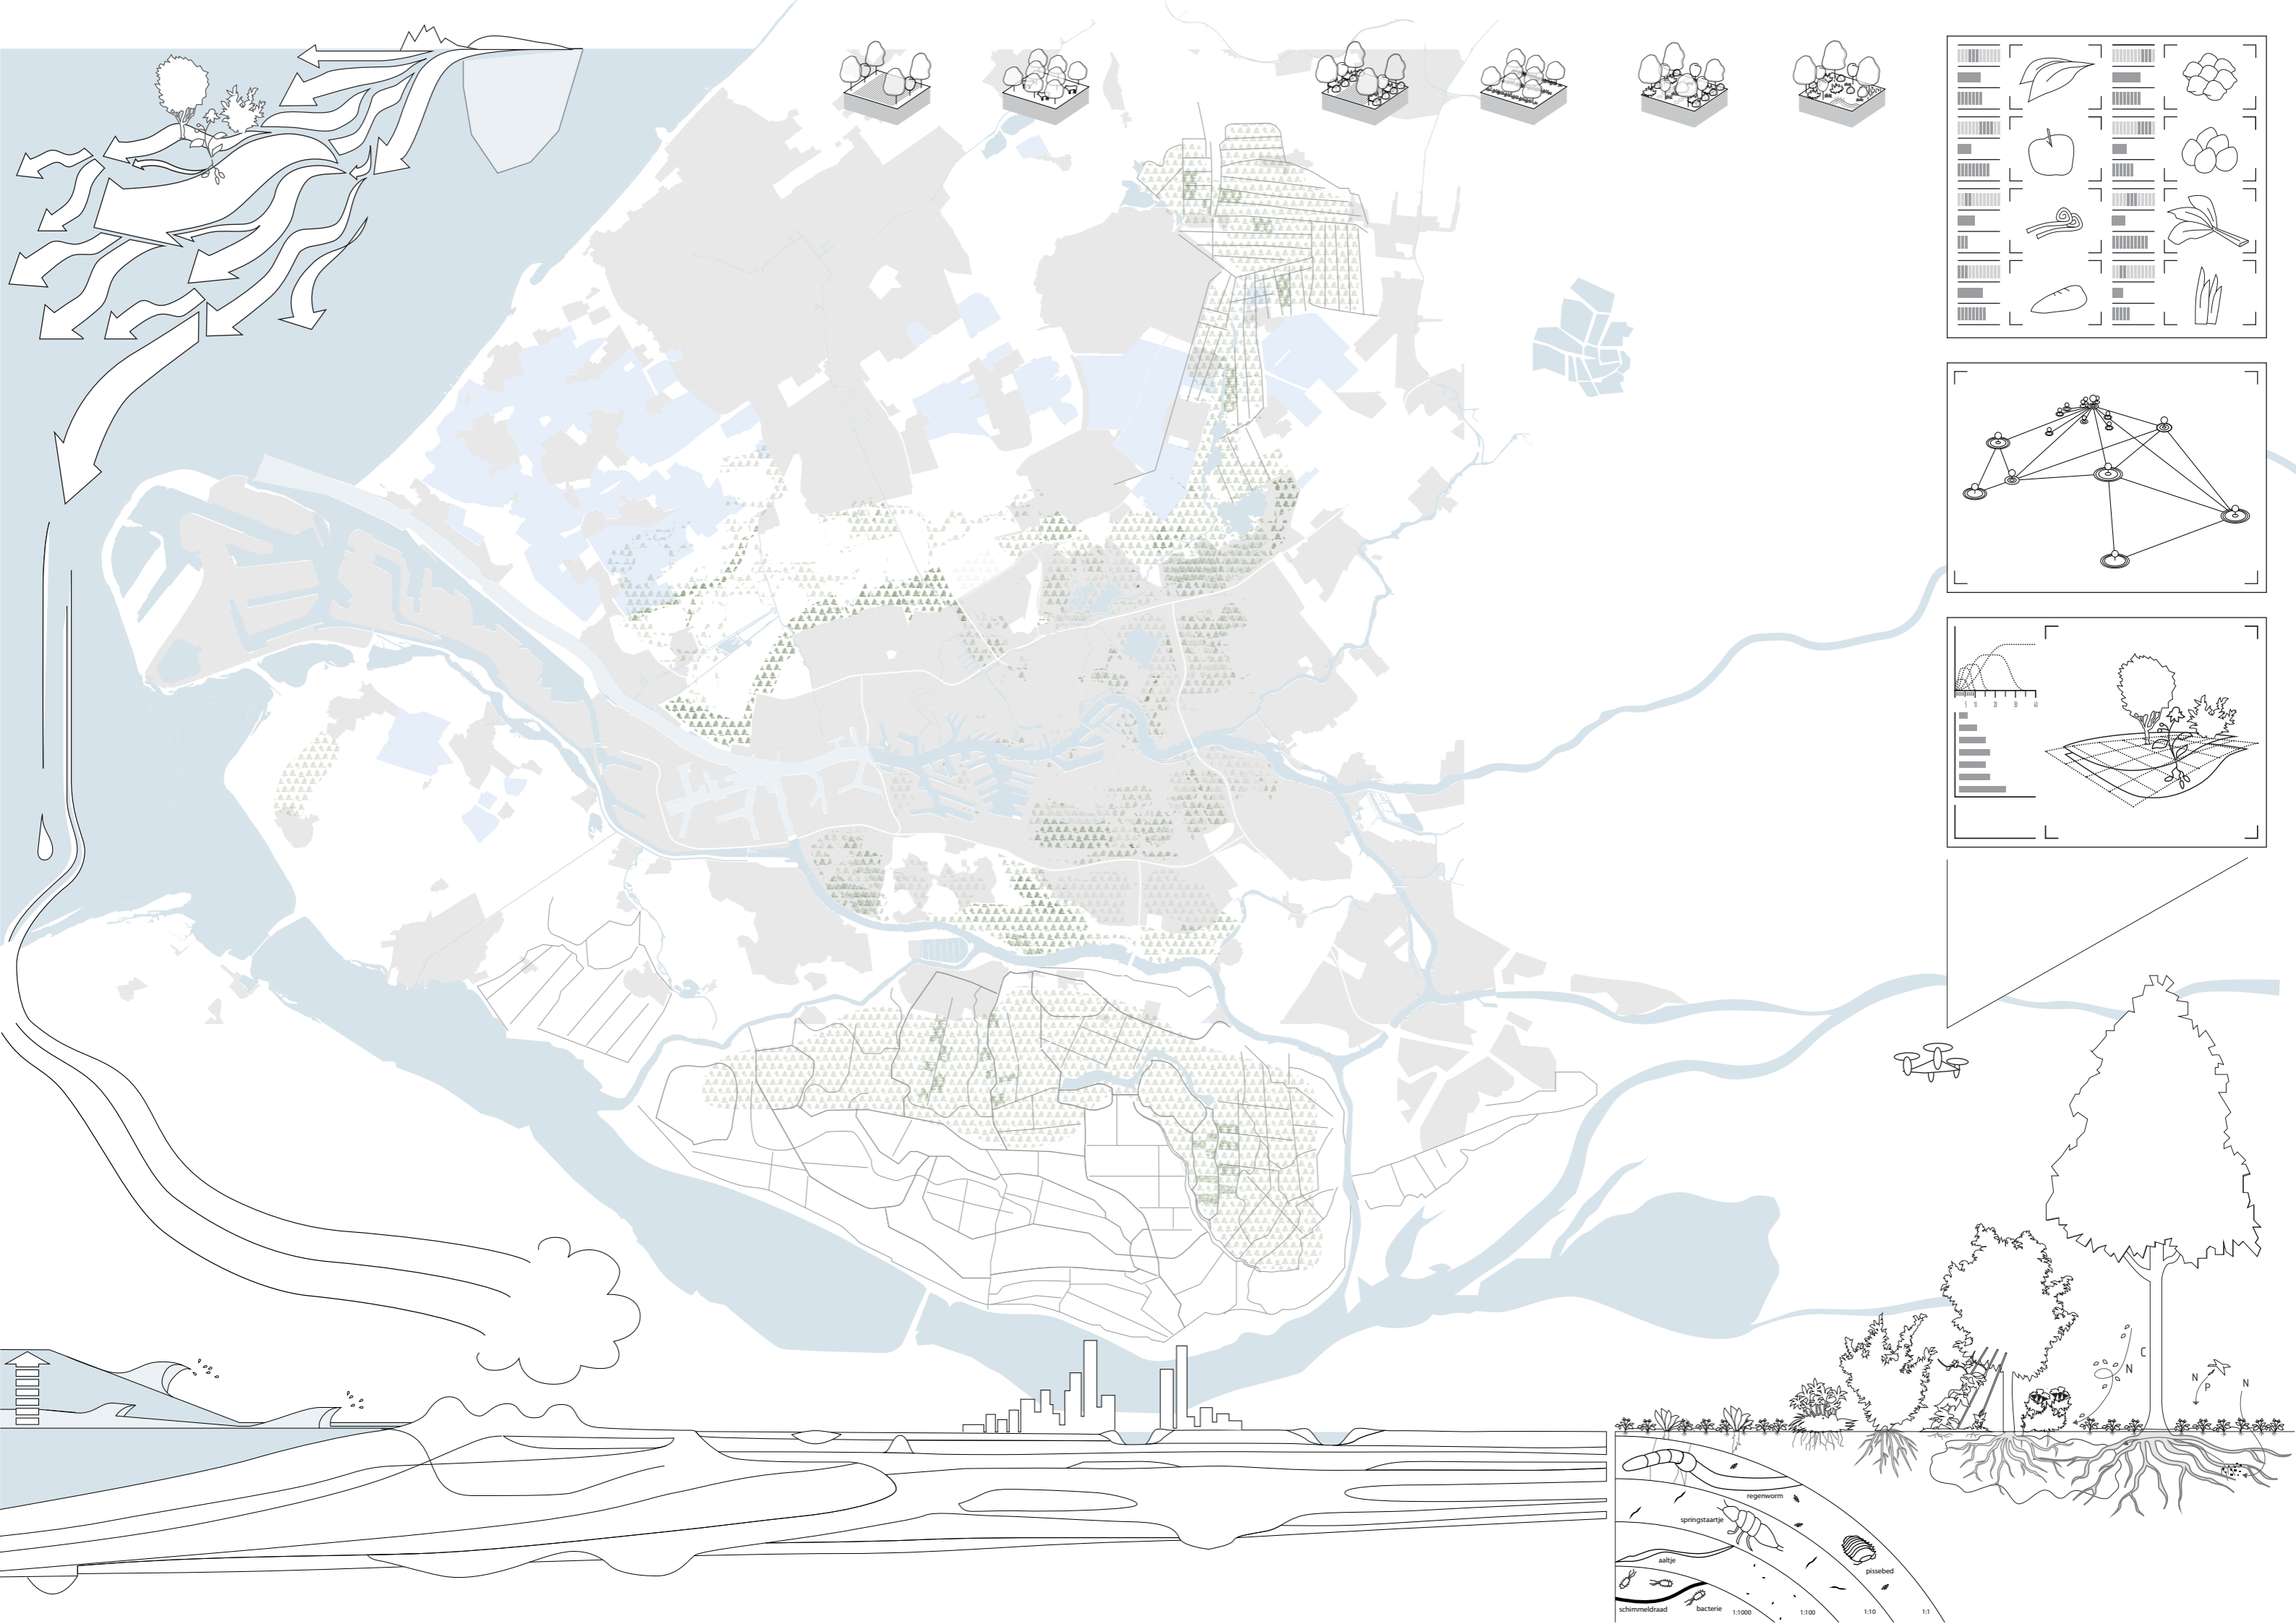 C
N
N
P
N
regenworm
springstaartje
aaltje
pissebed
schimmeldraad
bacterie
1:1000
1:100
1:10
1:1